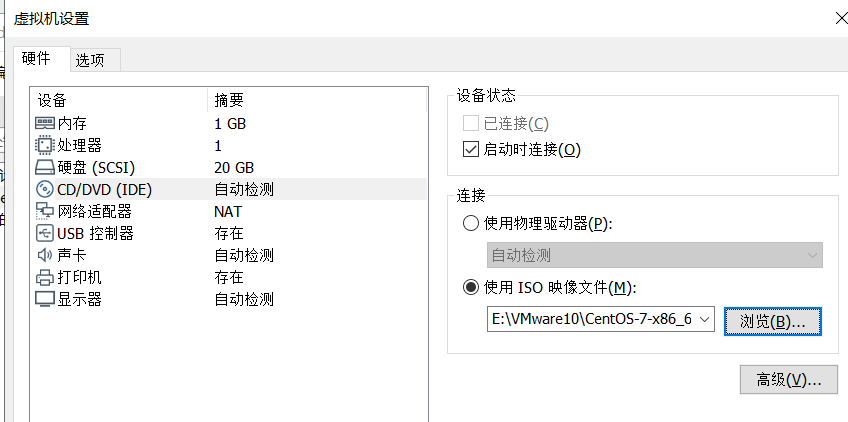 虚拟机设置
硬件
选项
设备 摘要
内存 1 GB
处理器 1
硬盘 (SCSI) 20 GB
CD/DVD (IDE) 自动检测
网络适配器 NAT
USB 控制器 存在
声卡 自动检测
打印机 存在
显示器 自动检测
设备状态
已连接(C)
启动时连接(O)
连接
使用物理驱动器(P):
自动检测
使用 ISO 映像文件(M):
E:\VMware10\CentOS-7-x86_6
浏览(B)...
高级(V)...